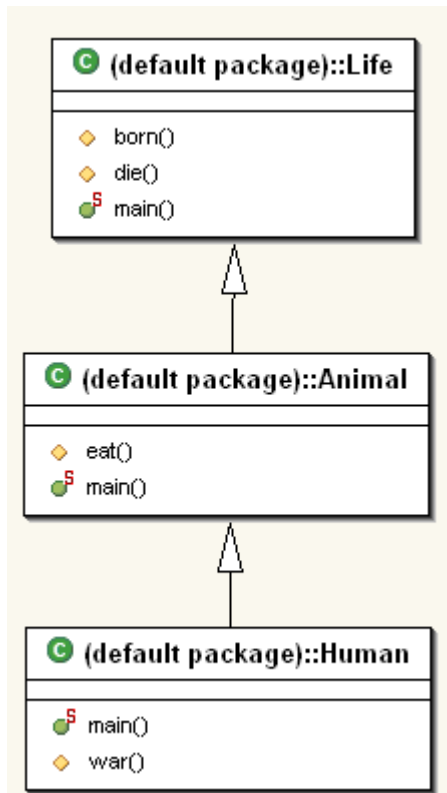 C (default package)::Life
born()
die()
S main()
C (default package)::Animal
eat()
S main()
C (default package)::Human
S main()
war()